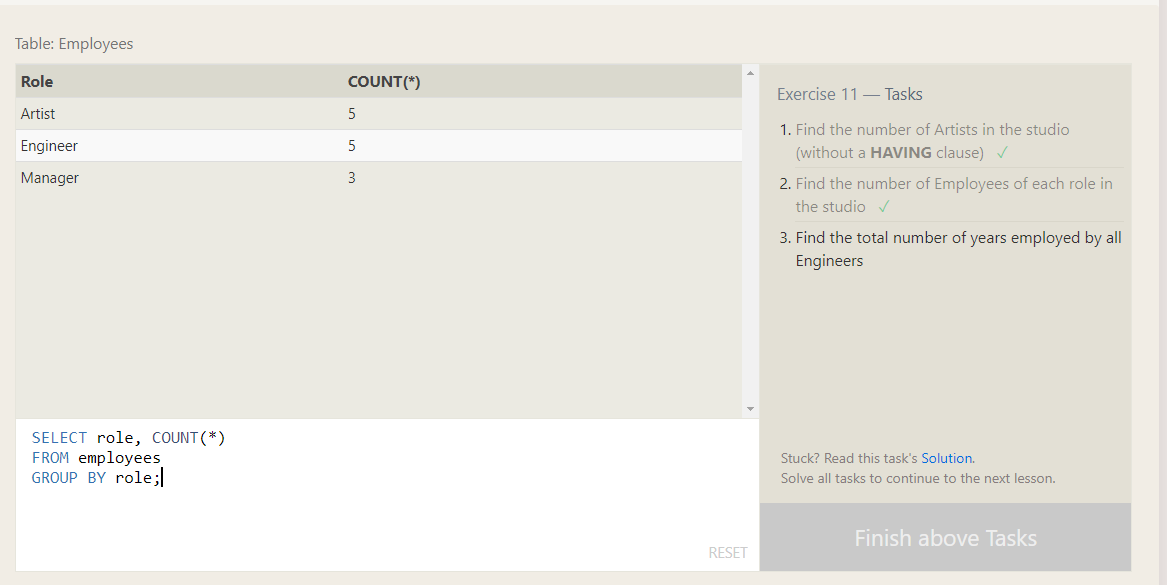 Table: Employees
Role COUNT(*)
Artist 5
Engineer 5
Manager 3
SELECT role, COUNT(*)
FROM employees
GROUP BY role;
RESET
Exercise 11 — Tasks
1. Find the number of Artists in the studio
(without a HAVING clause) ✓
2. Find the number of Employees of each role in
the studio ✓
3. Find the total number of years employed by all
Engineers
Stuck? Read this task's Solution.
Solve all tasks to continue to the next lesson.
Finish above Tasks